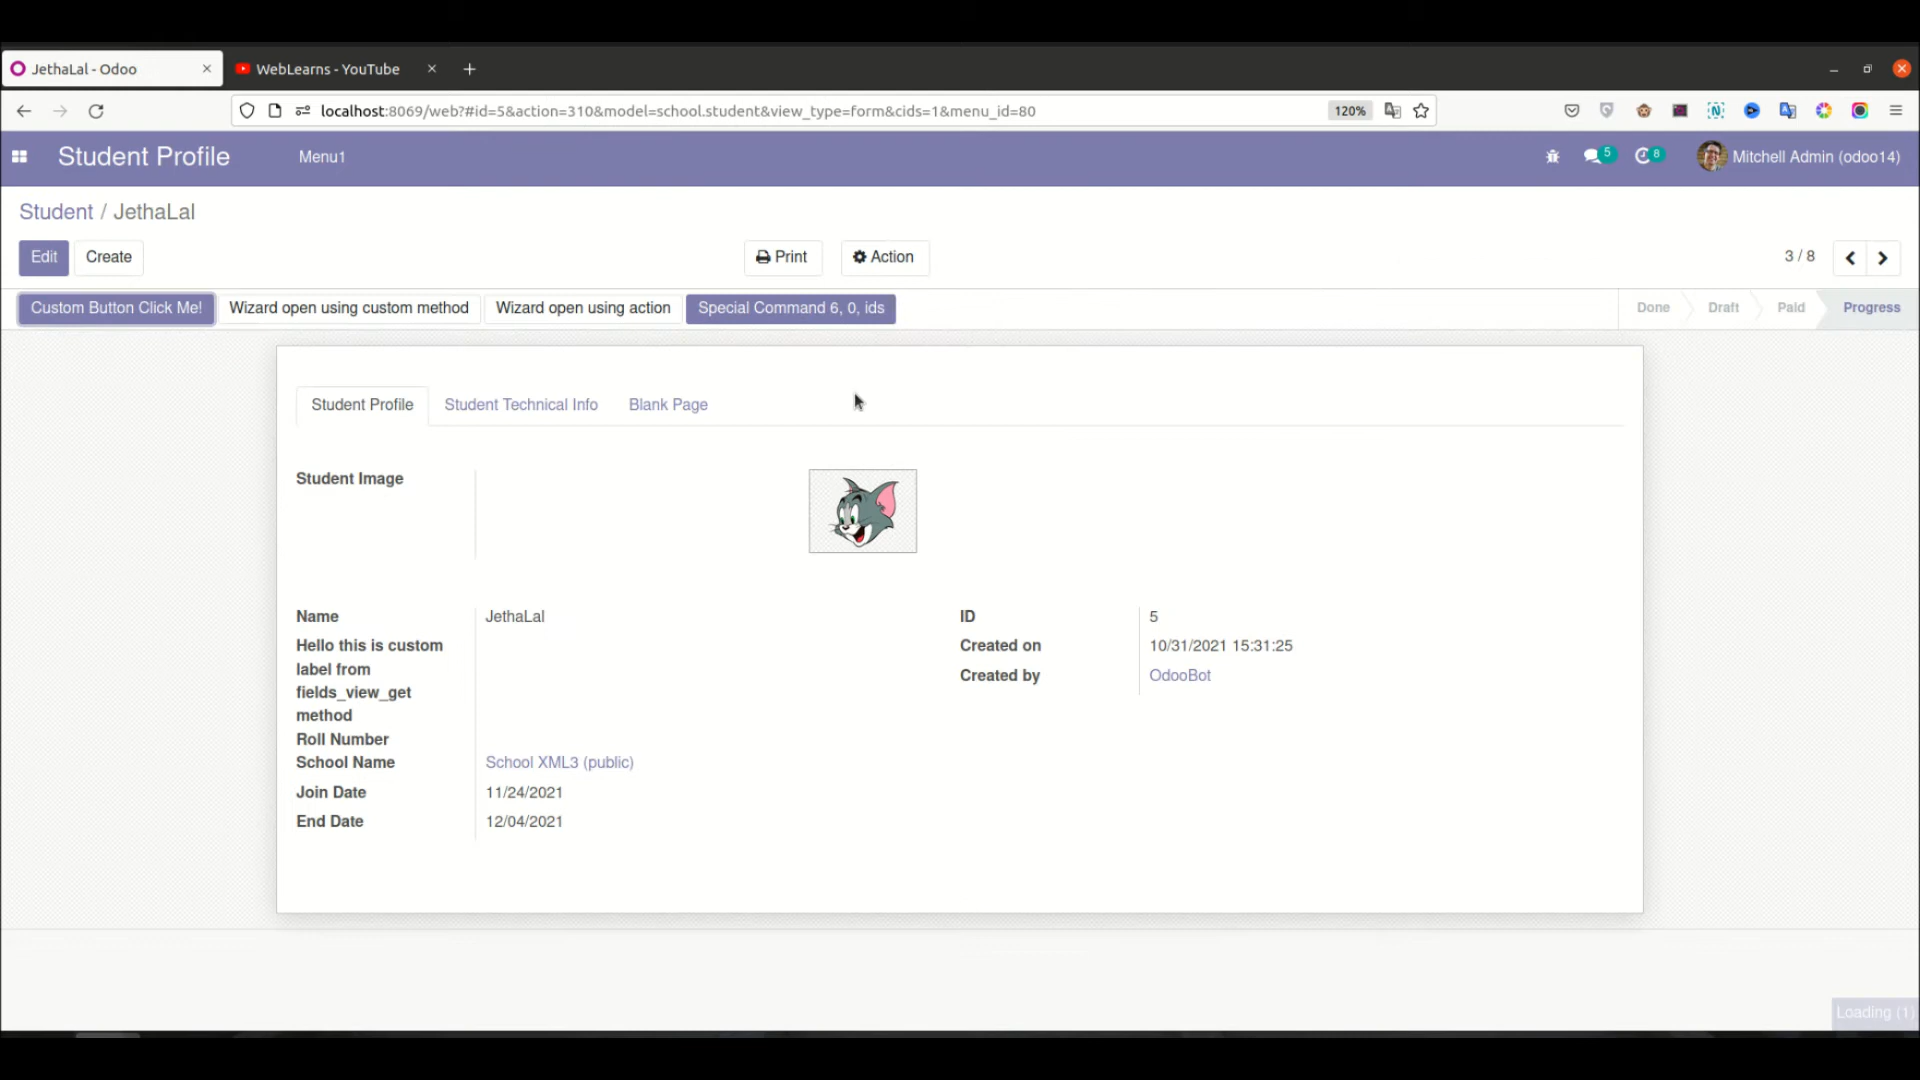 JethaLal - Odoo
WebLearns - YouTube
localhost:8069/web?#id=5&action=310&model=school.student&view_type=form&cids=1&menu_id=80
120%
Student Profile
Menu1
5
8
Mitchell Admin (odoo14)
Student / JethaLal
Edit
Create
Print
Action
3 / 8
Custom Button Click Me!
Wizard open using custom method
Wizard open using action
Special Command 6, 0, ids
Done
Draft
Paid
Progress
Student Profile
Student Technical Info
Blank Page
Student Image
Name
JethaLal
Hello this is custom
label from
fields_view_get
method
Roll Number
School Name
School XML3 (public)
Join Date
11/24/2021
End Date
12/04/2021
ID
5
Created on
10/31/2021 15:31:25
Created by
OdooBot
Loading (1)